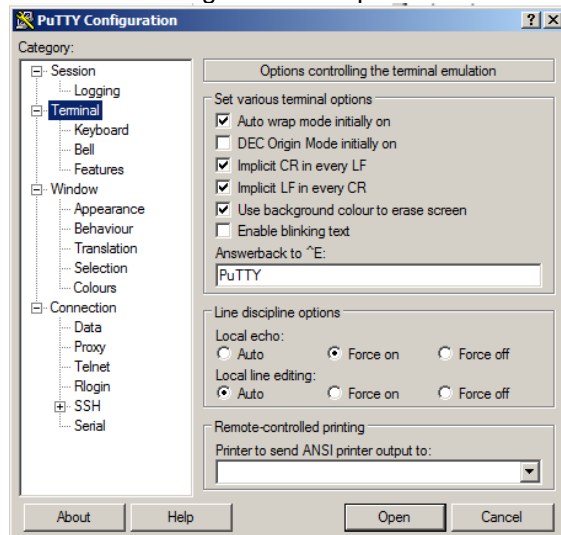 PuTTY Configuration
Category:
Session
Logging
Terminal
Keyboard
Bell
Features
Window
Appearance
Behaviour
Translation
Selection
Colours
Connection
Data
Proxy
Telnet
Rlogin
SSH
Serial
Options controlling the terminal emulation
Set various terminal options
Auto wrap mode initially on
DEC Origin Mode initially on
Implicit CR in every LF
Implicit LF in every CR
Use background colour to erase screen
Enable blinking text
Answerback to ^E:
PuTTY
Line discipline options
Local echo:
Auto Force on Force off
Local line editing:
Auto Force on Force off
Remote-controlled printing
Printer to send ANSI printer output to:
About Help Open Cancel